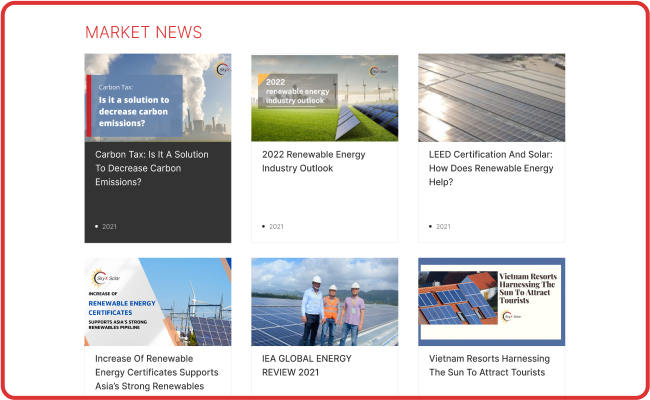 MARKET NEWS
Carbon Tax:
Is it a solution to
decrease carbon
emissions?
Carbon Tax: Is It A Solution
To Decrease Carbon
Emissions?
2021
2022
renewable energy
industry outlook
2022 Renewable Energy
Industry Outlook
2021
LEED Certification And Solar:
How Does Renewable Energy
Help?
2021
SkyX Solar
INCREASE OF
RENEWABLE ENERGY
CERTIFICATES
SUPPORTS ASIA'S STRONG
RENEWABLES PIPELINE
Increase Of Renewable
Energy Certificates Supports
Asia's Strong Renewables
IEA GLOBAL ENERGY
REVIEW 2021
Vietnam Resorts
Harnessing The
Sun To Attract
Tourists
SkyX Solar
Vietnam Resorts Harnessing
The Sun To Attract Tourists